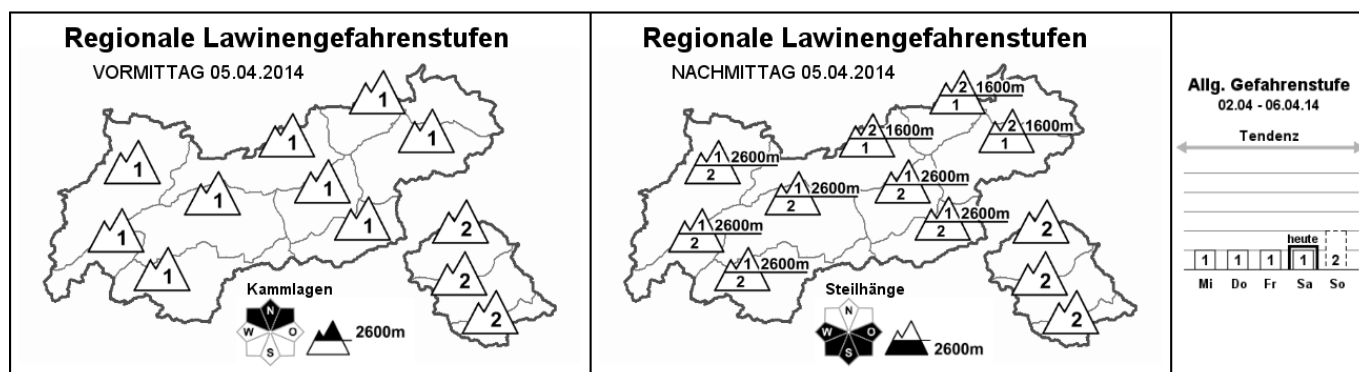 Regionale Lawinengefahrenstufen
VORMITTAG 05.04.2014
1
1
1
1
1
1
1
1
1
2
2
2
Kammlagen
N
W O
S
2600m
Regionale Lawinengefahrenstufen
NACHMITTAG 05.04.2014
2 1600m
1
2 1600m
1
2 1600m
1
1 2600m
2
1 2600m
2
1 2600m
2
1 2600m
2
1 2600m
2
1 2600m
2
2
2
2
Steilhänge
N
W O
S
2600m
Allg. Gefahrenstufe
02.04 - 06.04.14
Tendenz
heute
1 1 1 1 2
Mi Do Fr Sa So